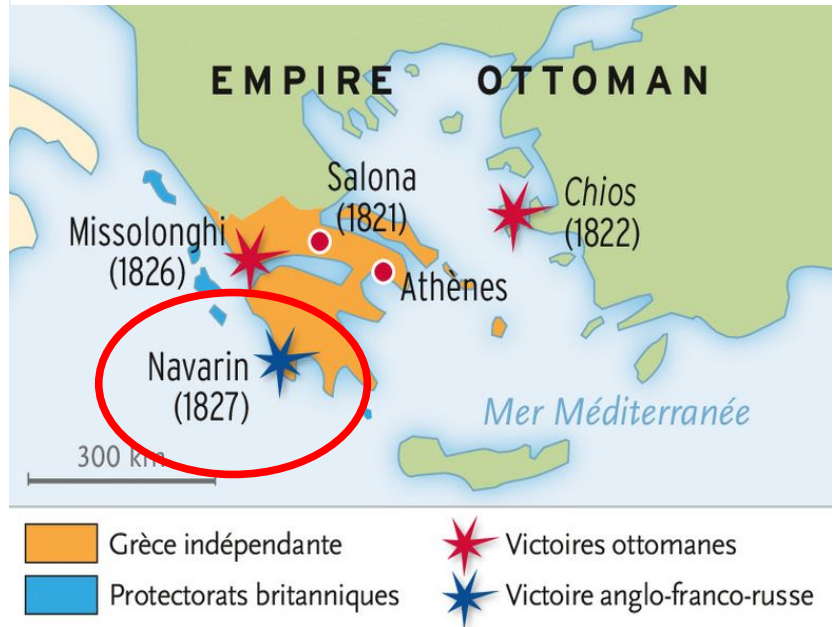 EMPIRE OTTOMAN
Salona
(1821)
Chios
(1822)
Missolonghi
(1826)
Athènes
Navarin
(1827)
Mer Méditerranée
300 km
Grèce indépendante
Victoires ottomanes
Protectorats britanniques
Victoire anglo-franco-russe